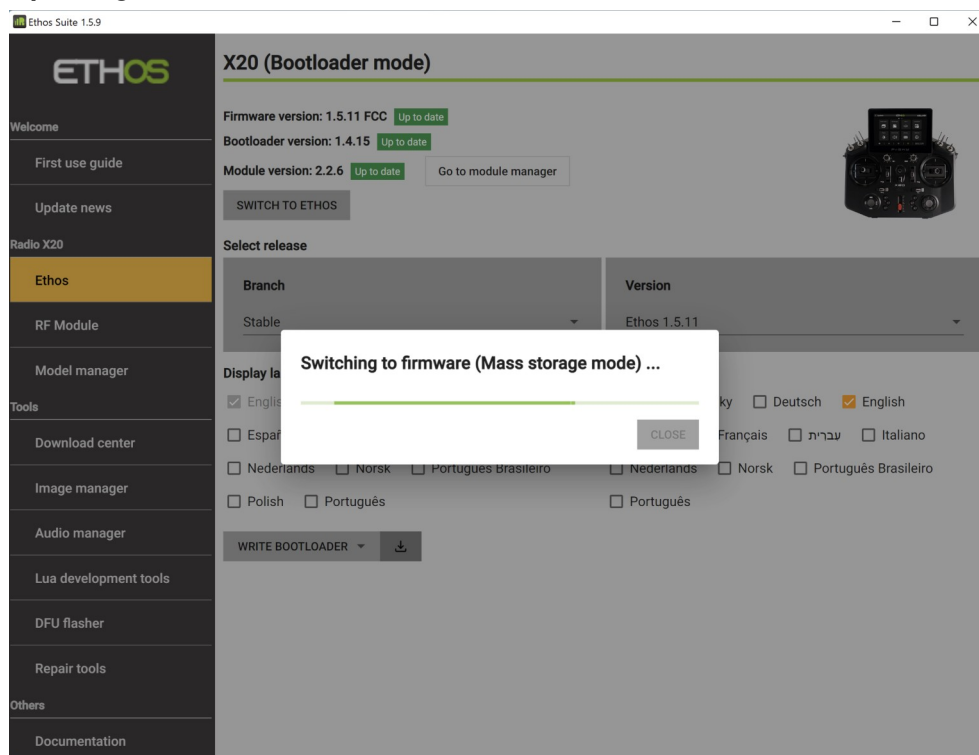 Ethos Suite 1.5.9
ETHOS
Welcome
First use guide
Update news
Radio X20
Ethos
RF Module
Model manager
Tools
Download center
Image manager
Audio manager
Lua development tools
DFU flasher
Repair tools
Others
Documentation
X20 (Bootloader mode)
Firmware version: 1.5.11 FCC Up to date
Bootloader version: 1.4.15 Up to date
Module version: 2.2.6 Up to date Go to module manager
SWITCH TO ETHOS
Select release
Branch
Stable
Version
Ethos 1.5.11
Switching to firmware (Mass storage mode) ...
CLOSE
Display la
Englis
Españ
Nederlands Norsk Português Brasileiro
Polish Português
ky Deutsch English
Français עברית Italiano
Nederlands Norsk Português Brasileiro
Português
WRITE BOOTLOADER